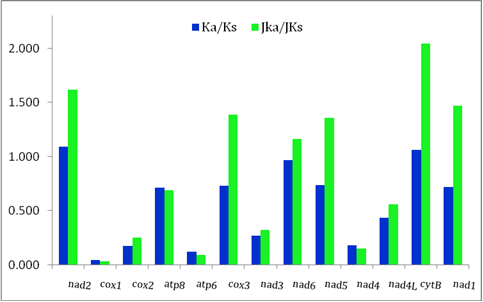 Ka/Ks Jka/JKs
2.000
1.500
1.000
0.500
0.000
nad2 cox1 cox2 atp8 atp6 cox3 nad3 nad6 nad5 nad4 nad4L cytB nad1